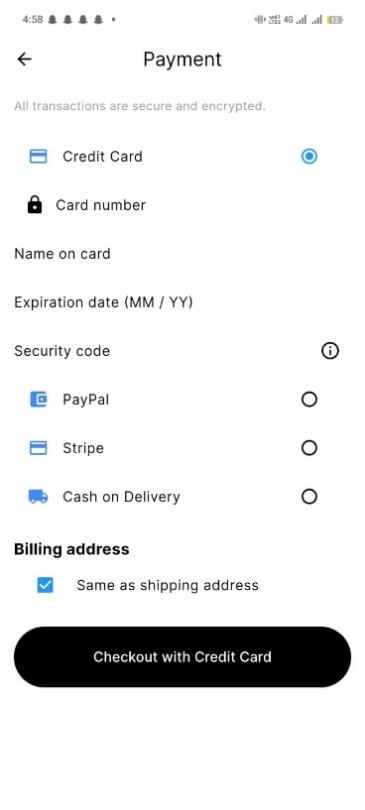 4:58
4G
Payment
All transactions are secure and encrypted.
Credit Card
Card number
Name on card
Expiration date (MM / YY)
Security code
PayPal
Stripe
Cash on Delivery
Billing address
Same as shipping address
Checkout with Credit Card